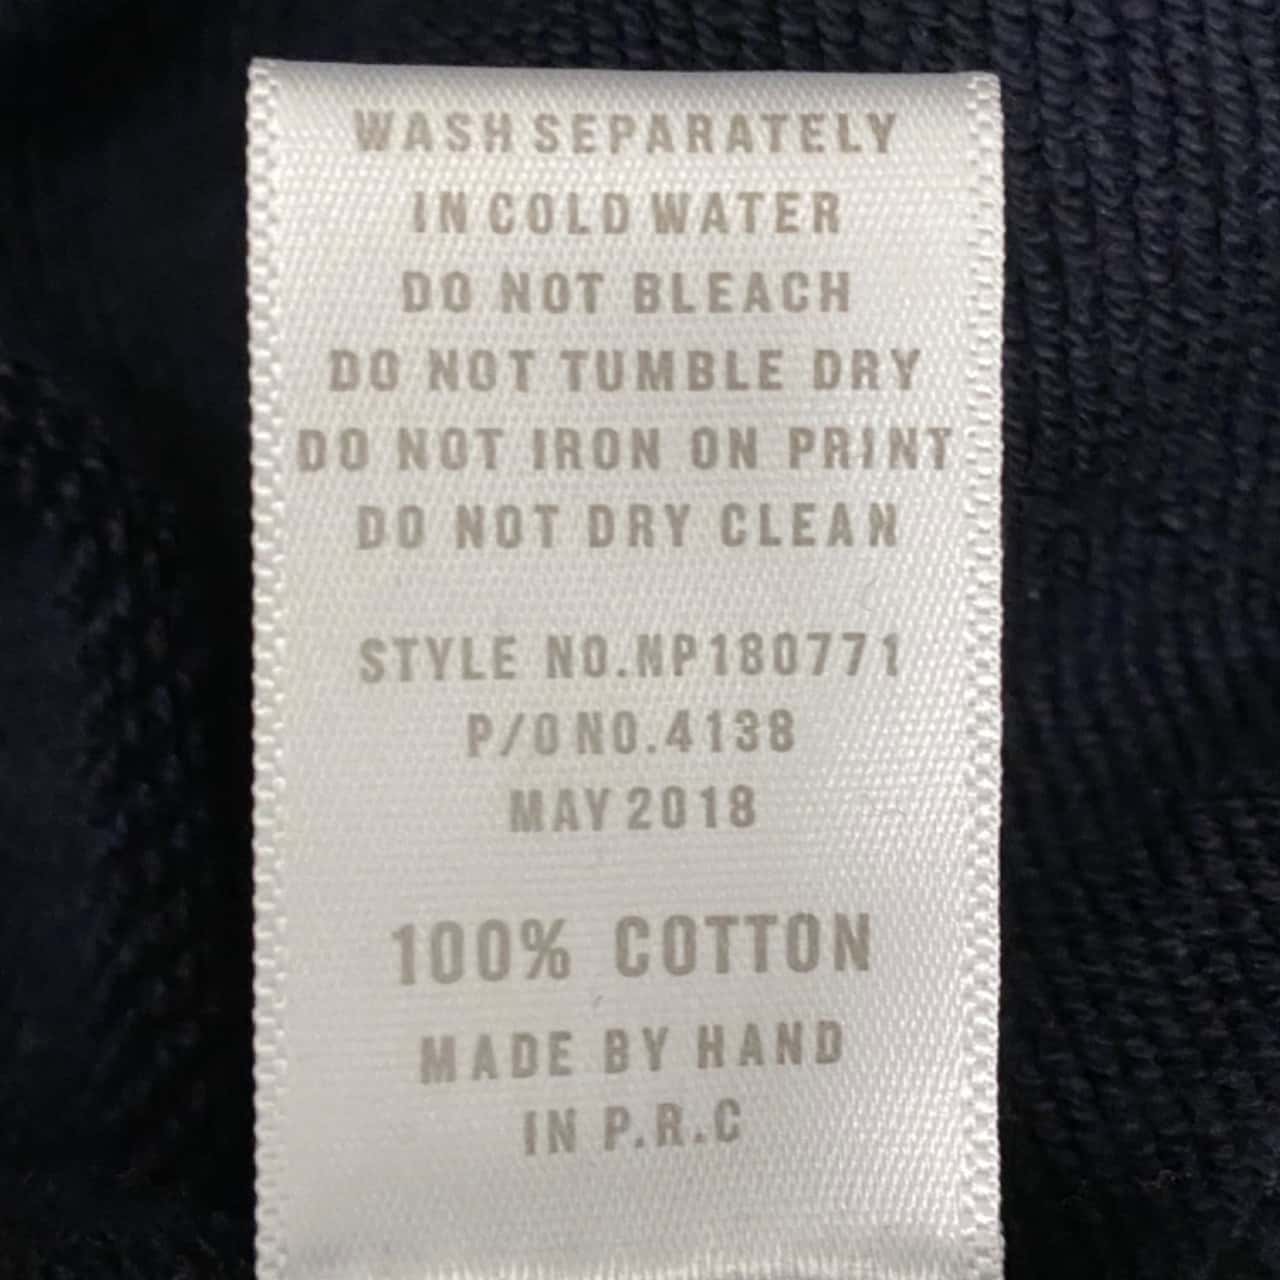 WASH SEPARATELY
IN COLD WATER
DO NOT BLEACH
DO NOT TUMBLE DRY
DO NOT IRON ON PRINT
DO NOT DRY CLEAN
STYLE NO.NP180771
P/O NO.4138
MAY 2018
100% COTTON
MADE BY HAND
IN P.R.C